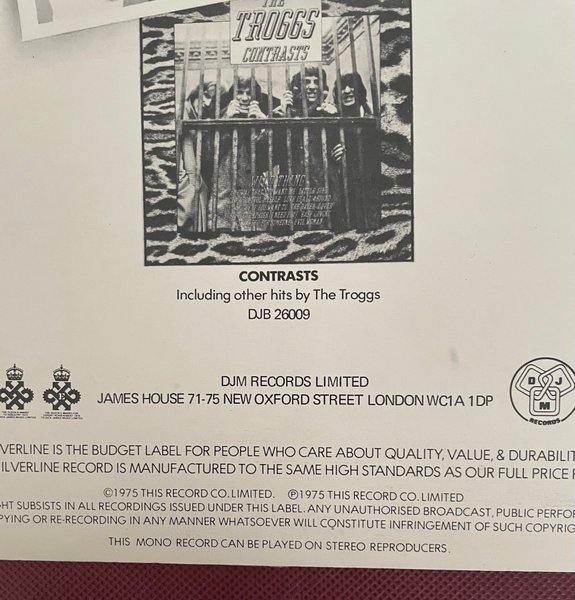 THE
TROGGS
CONTRASTS
CONTRASTS
Including other hits by The Troggs
DJB 26009
DJM RECORDS LIMITED
JAMES HOUSE 71-75 NEW OXFORD STREET LONDON WC1A 1DP
D J
M
RECORDS
VERLINE IS THE BUDGET LABEL FOR PEOPLE WHO CARE ABOUT QUALITY, VALUE, & DURABILIT
ILVERLINE RECORD IS MANUFACTURED TO THE SAME HIGH STANDARDS AS OUR FULL PRICE
©1975 THIS RECORD CO. LIMITED. ℗1975 THIS RECORD CO. LIMITED
HT SUBSISTS IN ALL RECORDINGS ISSUED UNDER THIS LABEL. ANY UNAUTHORISED BROADCAST, PUBLIC PERFOR
PYING OR RE-RECORDING IN ANY MANNER WHATSOEVER WILL CONSTITUTE INFRINGEMENT OF SUCH COPYRIG
THIS MONO RECORD CAN BE PLAYED ON STEREO REPRODUCERS.